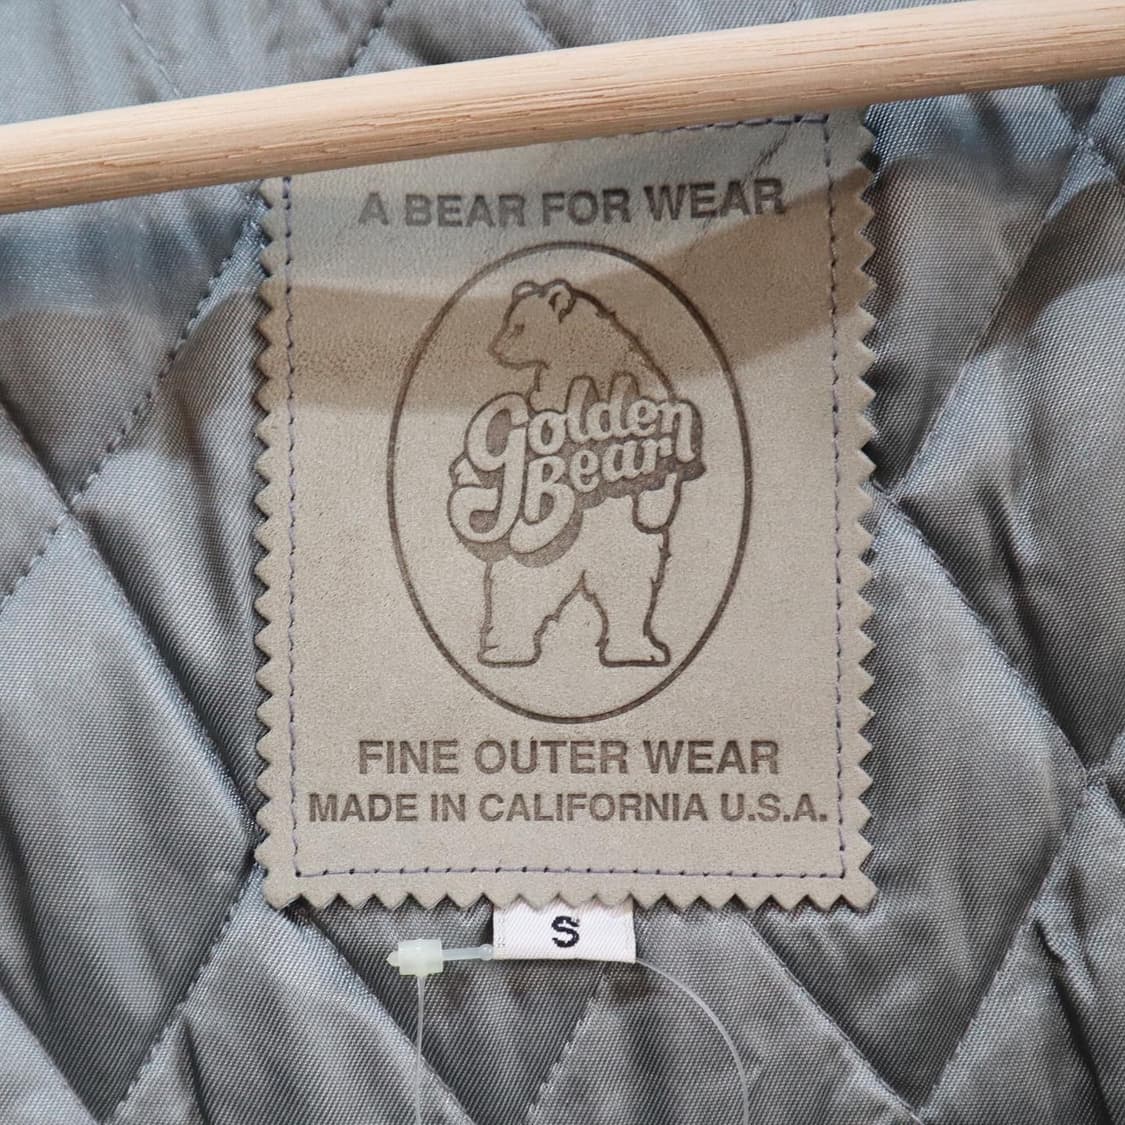 A BEAR FOR WEAR
Golden
Bear
FINE OUTER WEAR
MADE IN CALIFORNIA U.S.A.
S